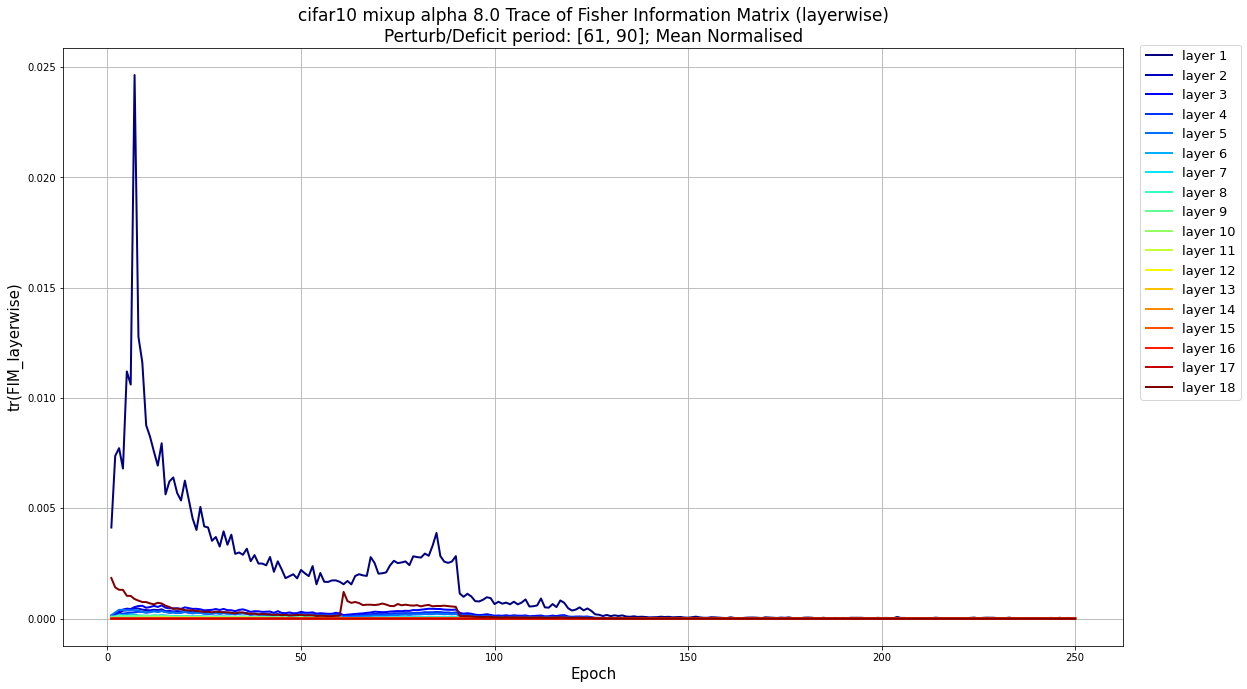 cifar10 mixup alpha 8.0 Trace of Fisher Information Matrix (layerwise)
Perturb/Deficit period: [61, 90]; Mean Normalised
tr(FIM_layerwise)
0.025
0.020
0.015
0.010
0.005
0.000
0
50
100
150
200
250
Epoch
layer 1
layer 2
layer 3
layer 4
layer 5
layer 6
layer 7
layer 8
layer 9
layer 10
layer 11
layer 12
layer 13
layer 14
layer 15
layer 16
layer 17
layer 18